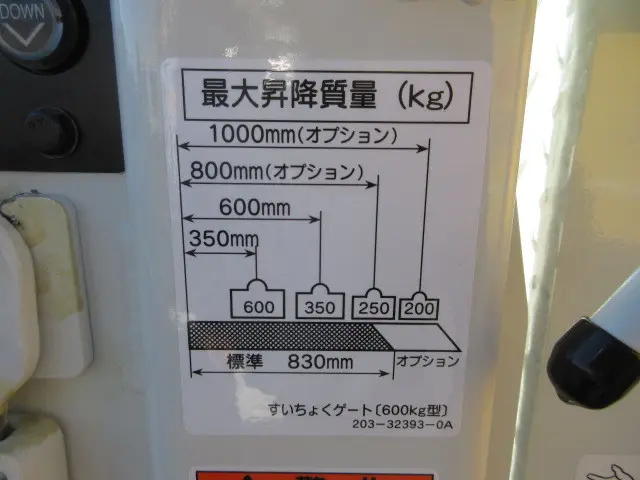 DOWN
最大昇降質量 (kg)
1000mm(オプション)
800mm(オプション)
600mm
350mm
600 350 250 200
標準 830mm オプション
すいちょくゲート〔600kg型〕
203-32393-0A